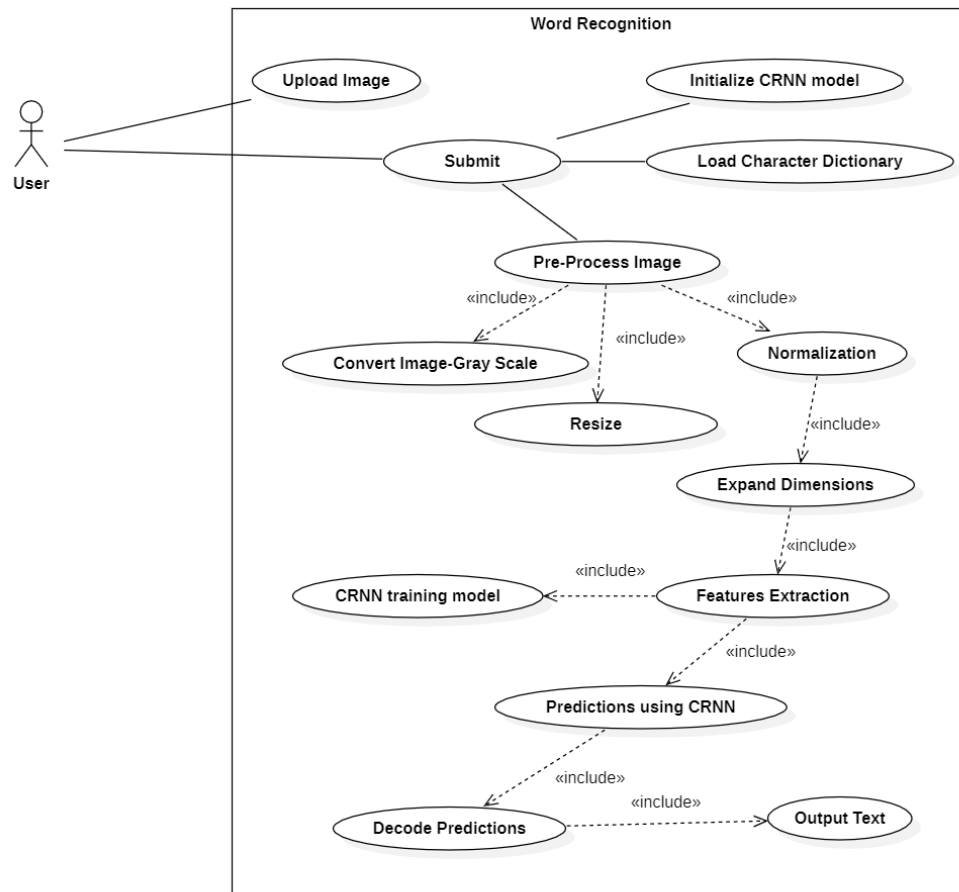 Word Recognition
Upload Image
Initialize CRNN model
User
Submit
Load Character Dictionary
Pre-Process Image
«include»
«include»
«include»
Convert Image-Gray Scale
Normalization
Resize
«include»
Expand Dimensions
«include»
«include»
CRNN training model
Features Extraction
«include»
Predictions using CRNN
«include»
«include»
Decode Predictions
Output Text